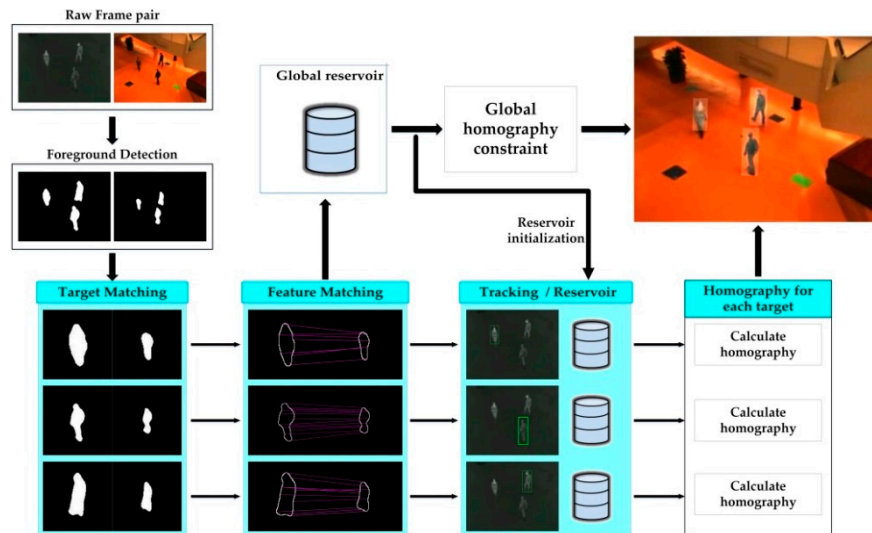 Raw Frame pair
Foreground Detection
Global reservoir
Global
homography
constraint
Reservoir
initialization
Target Matching
Feature Matching
Tracking / Reservoir
Homography for
each target
Calculate
homography
Calculate
homography
Calculate
homography